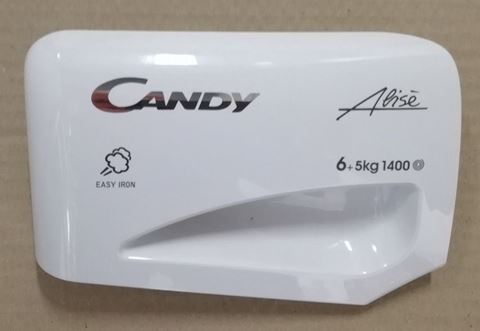 CANDY
Alisè
EASY IRON
6+5kg 1400